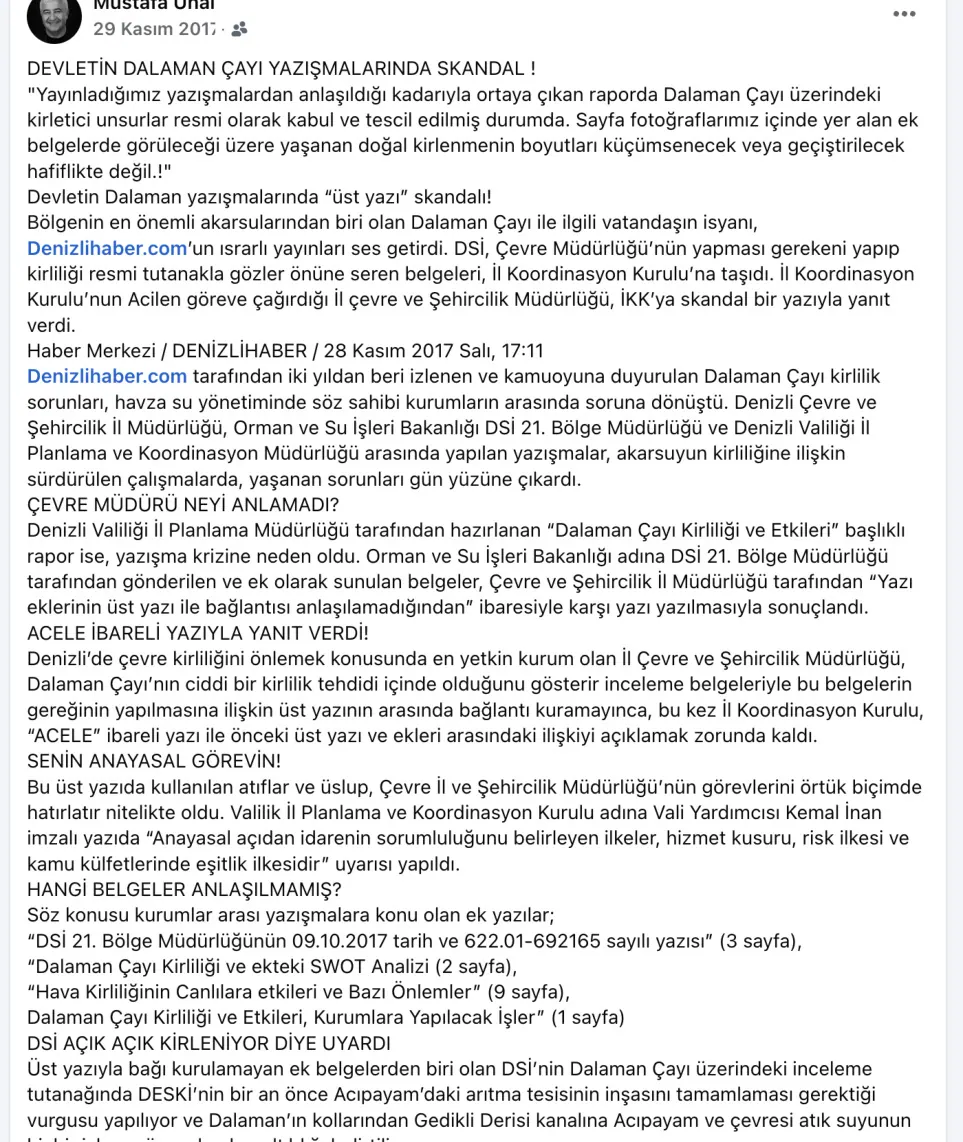 Mustafa Ünal
29 Kasım 2017 ·
DEVLETİN DALAMAN ÇAYI YAZIŞMALARINDA SKANDAL !
"Yayınladığımız yazışmalardan anlaşıldığı kadarıyla ortaya çıkan raporda Dalaman Çayı üzerindeki
kirletici unsurlar resmi olarak kabul ve tescil edilmiş durumda. Sayfa fotoğraflarımız içinde yer alan ek
belgelerde görüleceği üzere yaşanan doğal kirlenmenin boyutları küçümsenecek veya geçiştirilecek
hafiflikte değil.!"
Devletin Dalaman yazışmalarında “üst yazı” skandalı!
Bölgenin en önemli akarsularından biri olan Dalaman Çayı ile ilgili vatandaşın isyanı,
Denizlihaber.com’un ısrarlı yayınları ses getirdi. DSİ, Çevre Müdürlüğü’nün yapması gerekeni yapıp
kirliliği resmi tutanakla gözler önüne seren belgeleri, İl Koordinasyon Kurulu’na taşıdı. İl Koordinasyon
Kurulu’nun Acilen göreve çağırdığı İl çevre ve Şehircilik Müdürlüğü, İKK’ya skandal bir yazıyla yanıt
verdi.
Haber Merkezi / DENİZLİHABER / 28 Kasım 2017 Salı, 17:11
Denizlihaber.com tarafından iki yıldan beri izlenen ve kamuoyuna duyurulan Dalaman Çayı kirlilik
sorunları, havza su yönetiminde söz sahibi kurumların arasında soruna dönüştü. Denizli Çevre ve
Şehircilik İl Müdürlüğü, Orman ve Su İşleri Bakanlığı DSİ 21. Bölge Müdürlüğü ve Denizli Valiliği İl
Planlama ve Koordinasyon Müdürlüğü arasında yapılan yazışmalar, akarsuyun kirliliğine ilişkin
sürdürülen çalışmalarda, yaşanan sorunları gün yüzüne çıkardı.
ÇEVRE MÜDÜRÜ NEYİ ANLAMADI?
Denizli Valiliği İl Planlama Müdürlüğü tarafından hazırlanan “Dalaman Çayı Kirliliği ve Etkileri” başlıklı
rapor ise, yazışma krizine neden oldu. Orman ve Su İşleri Bakanlığı adına DSİ 21. Bölge Müdürlüğü
tarafından gönderilen ve ek olarak sunulan belgeler, Çevre ve Şehircilik İl Müdürlüğü tarafından “Yazı
eklerinin üst yazı ile bağlantısı anlaşılamadığından” ibaresiyle karşı yazı yazılmasıyla sonuçlandı.
ACELE İBARELİ YAZIYLA YANIT VERDİ!
Denizli’de çevre kirliliğini önlemek konusunda en yetkin kurum olan İl Çevre ve Şehircilik Müdürlüğü,
Dalaman Çayı’nın ciddi bir kirlilik tehdidi içinde olduğunu gösterir inceleme belgeleriyle bu belgelerin
gereğinin yapılmasına ilişkin üst yazının arasında bağlantı kuramayınca, bu kez İl Koordinasyon Kurulu,
“ACELE” ibareli yazı ile önceki üst yazı ve ekleri arasındaki ilişkiyi açıklamak zorunda kaldı.
SENİN ANAYASAL GÖREVİN!
Bu üst yazıda kullanılan atıflar ve üslup, Çevre İl ve Şehircilik Müdürlüğü’nün görevlerini örtük biçimde
hatırlatır nitelikte oldu. Valilik İl Planlama ve Koordinasyon Kurulu adına Vali Yardımcısı Kemal İnan
imzalı yazıda “Anayasal açıdan idarenin sorumluluğunu belirleyen ilkeler, hizmet kusuru, risk ilkesi ve
kamu külfetlerinde eşitlik ilkesidir” uyarısı yapıldı.
HANGİ BELGELER ANLAŞILMAMIŞ?
Söz konusu kurumlar arası yazışmalara konu olan ek yazılar;
“DSİ 21. Bölge Müdürlüğünün 09.10.2017 tarih ve 622.01-692165 sayılı yazısı” (3 sayfa),
“Dalaman Çayı Kirliliği ve ekteki SWOT Analizi (2 sayfa),
“Hava Kirliliğinin Canlılara etkileri ve Bazı Önlemler” (9 sayfa),
Dalaman Çayı Kirliliği ve Etkileri, Kurumlara Yapılacak İşler” (1 sayfa)
DSİ AÇIK AÇIK KİRLENİYOR DİYE UYARDI
Üst yazıyla bağı kurulamayan ek belgelerden biri olan DSİ’nin Dalaman Çayı üzerindeki inceleme
tutanağında DESKİ’nin bir an önce Acıpayam’daki arıtma tesisinin inşasını tamamlaması gerektiği
vurgusu yapılıyor ve Dalaman’ın kollarından Gedikli Derisi kanalına Acıpayam ve çevresi atık suyunun